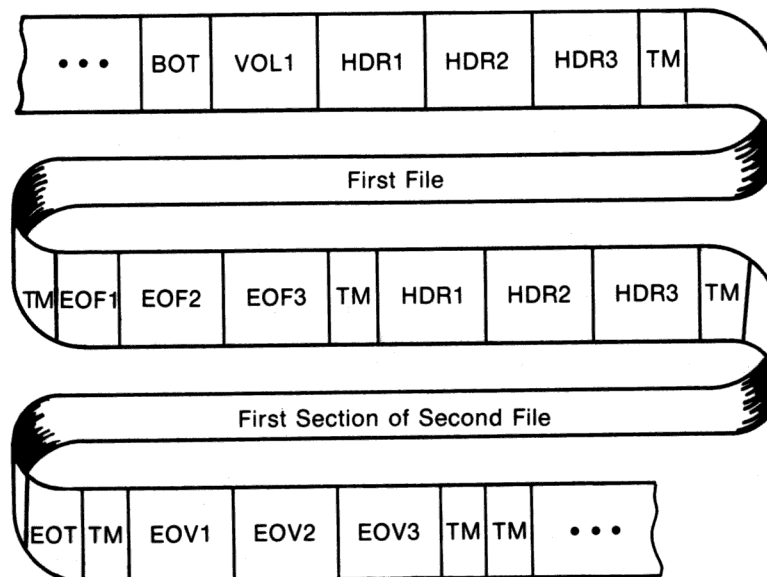 ••• BOT VOL1 HDR1 HDR2 HDR3 TM
First File
TM EOF1 EOF2 EOF3 TM HDR1 HDR2 HDR3 TM
First Section of Second File
EOT TM EOV1 EOV2 EOV3 TM TM •••